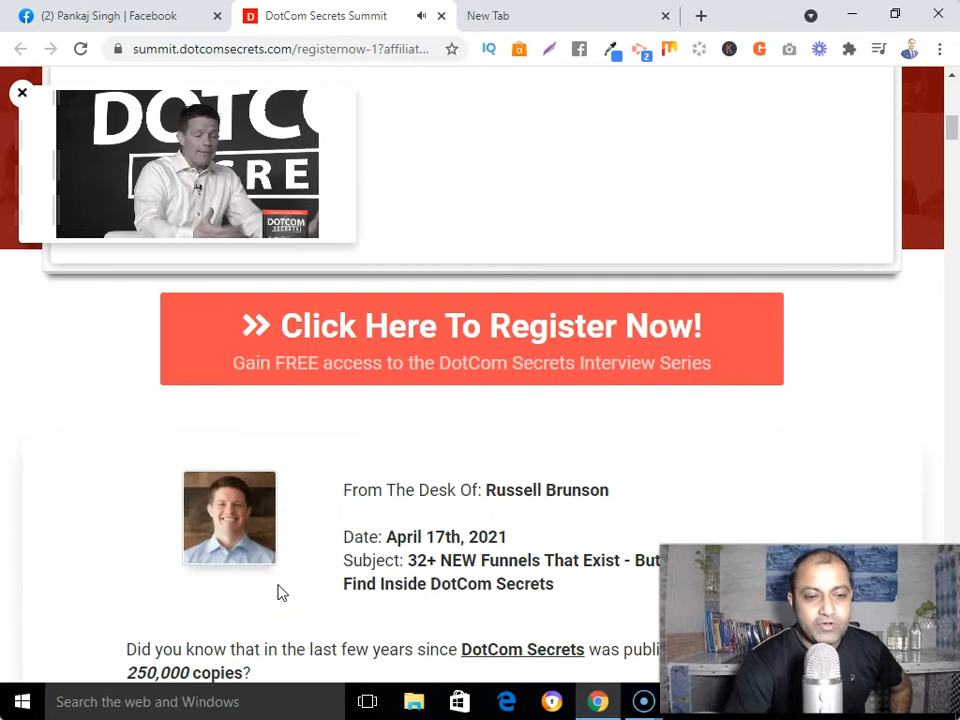 (2) Pankaj Singh | Facebook
DotCom Secrets Summit
New Tab
summit.dotcomsecrets.com/registernow-1?affiliat...
DOTC
CRE
DOTCOM
SECRETS
Click Here To Register Now!
Gain FREE access to the DotCom Secrets Interview Series
From The Desk Of: Russell Brunson
Date: April 17th, 2021
Subject: 32+ NEW Funnels That Exist - But
Find Inside DotCom Secrets
Did you know that in the last few years since DotCom Secrets was publi
250,000 copies?
Search the web and Windows